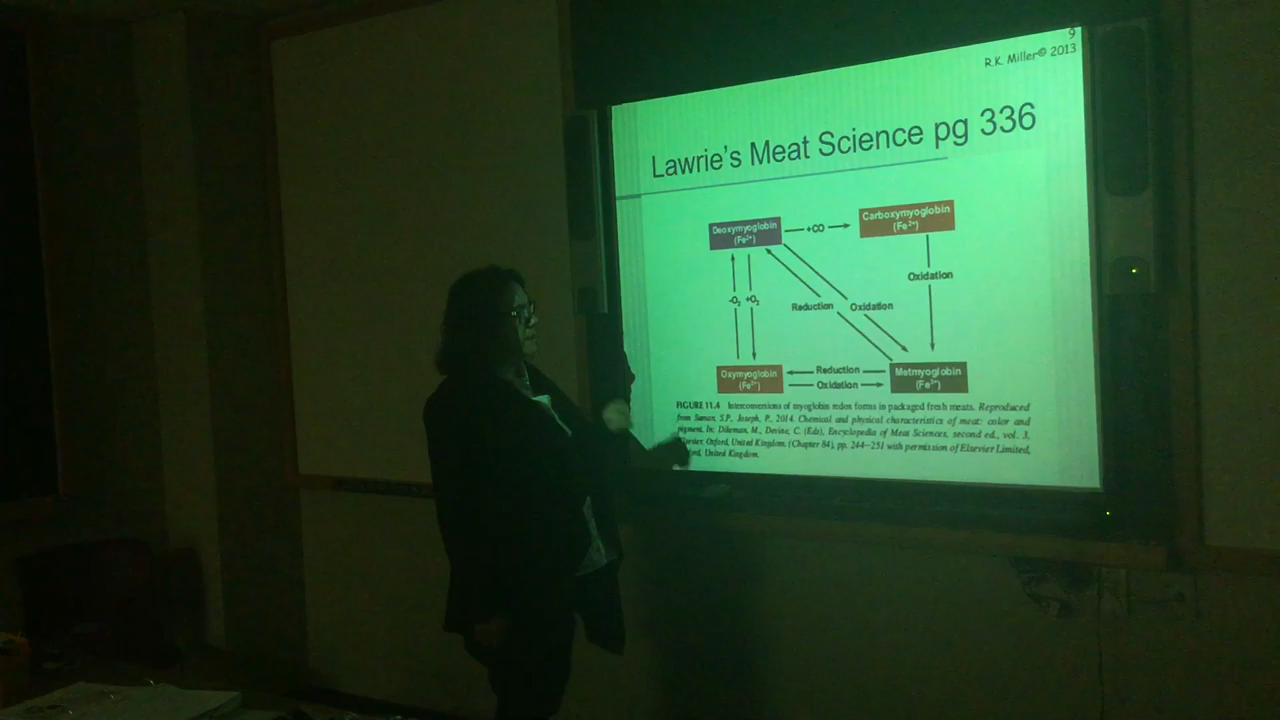 9
R.K. Miller© 2013
Lawrie's Meat Science pg 336
Deoxymyoglobin
(Fe²⁺)
+CO
Carboxymyoglobin
(Fe²⁺)
Oxidation
-O₂ +O₂
Reduction Oxidation
Oxymyoglobin
(Fe²⁺)
Reduction
Oxidation
Metmyoglobin
(Fe³⁺)
FIGURE 11.4 Interconversions of myoglobin redox forms in packaged fresh meats. Reproduced
from Suman, S.P., Joseph, P., 2014. Chemical and physical characteristics of meat: color and
pigment. In: Dikeman, M., Devine, C. (Eds), Encyclopedia of Meat Sciences, second ed., vol. 3.
Oxford, United Kingdom. (Chapter 84), pp. 244–251 with permission of Elsevier Limited,
United Kingdom.